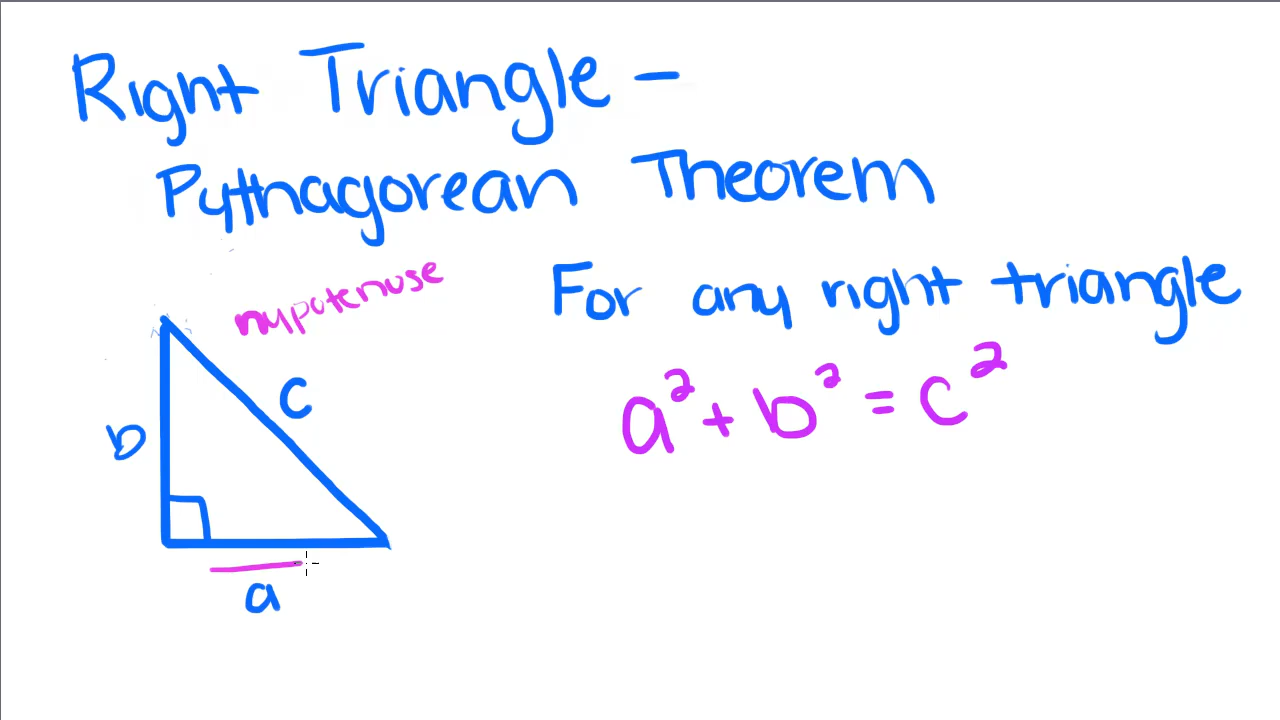 Right Triangle -
Pythagorean Theorem
hypotenuse
For any right triangle
a² + b² = c²
c
b
a